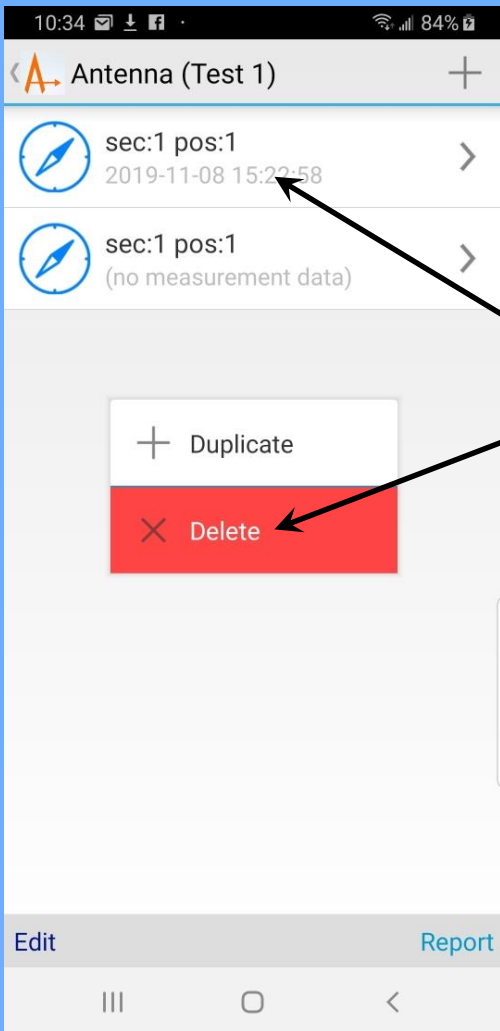 10:34 84%
Antenna (Test 1)
sec:1 pos:1
2019-11-08 15:22:58
sec:1 pos:1
(no measurement data)
Duplicate
Delete
Edit Report